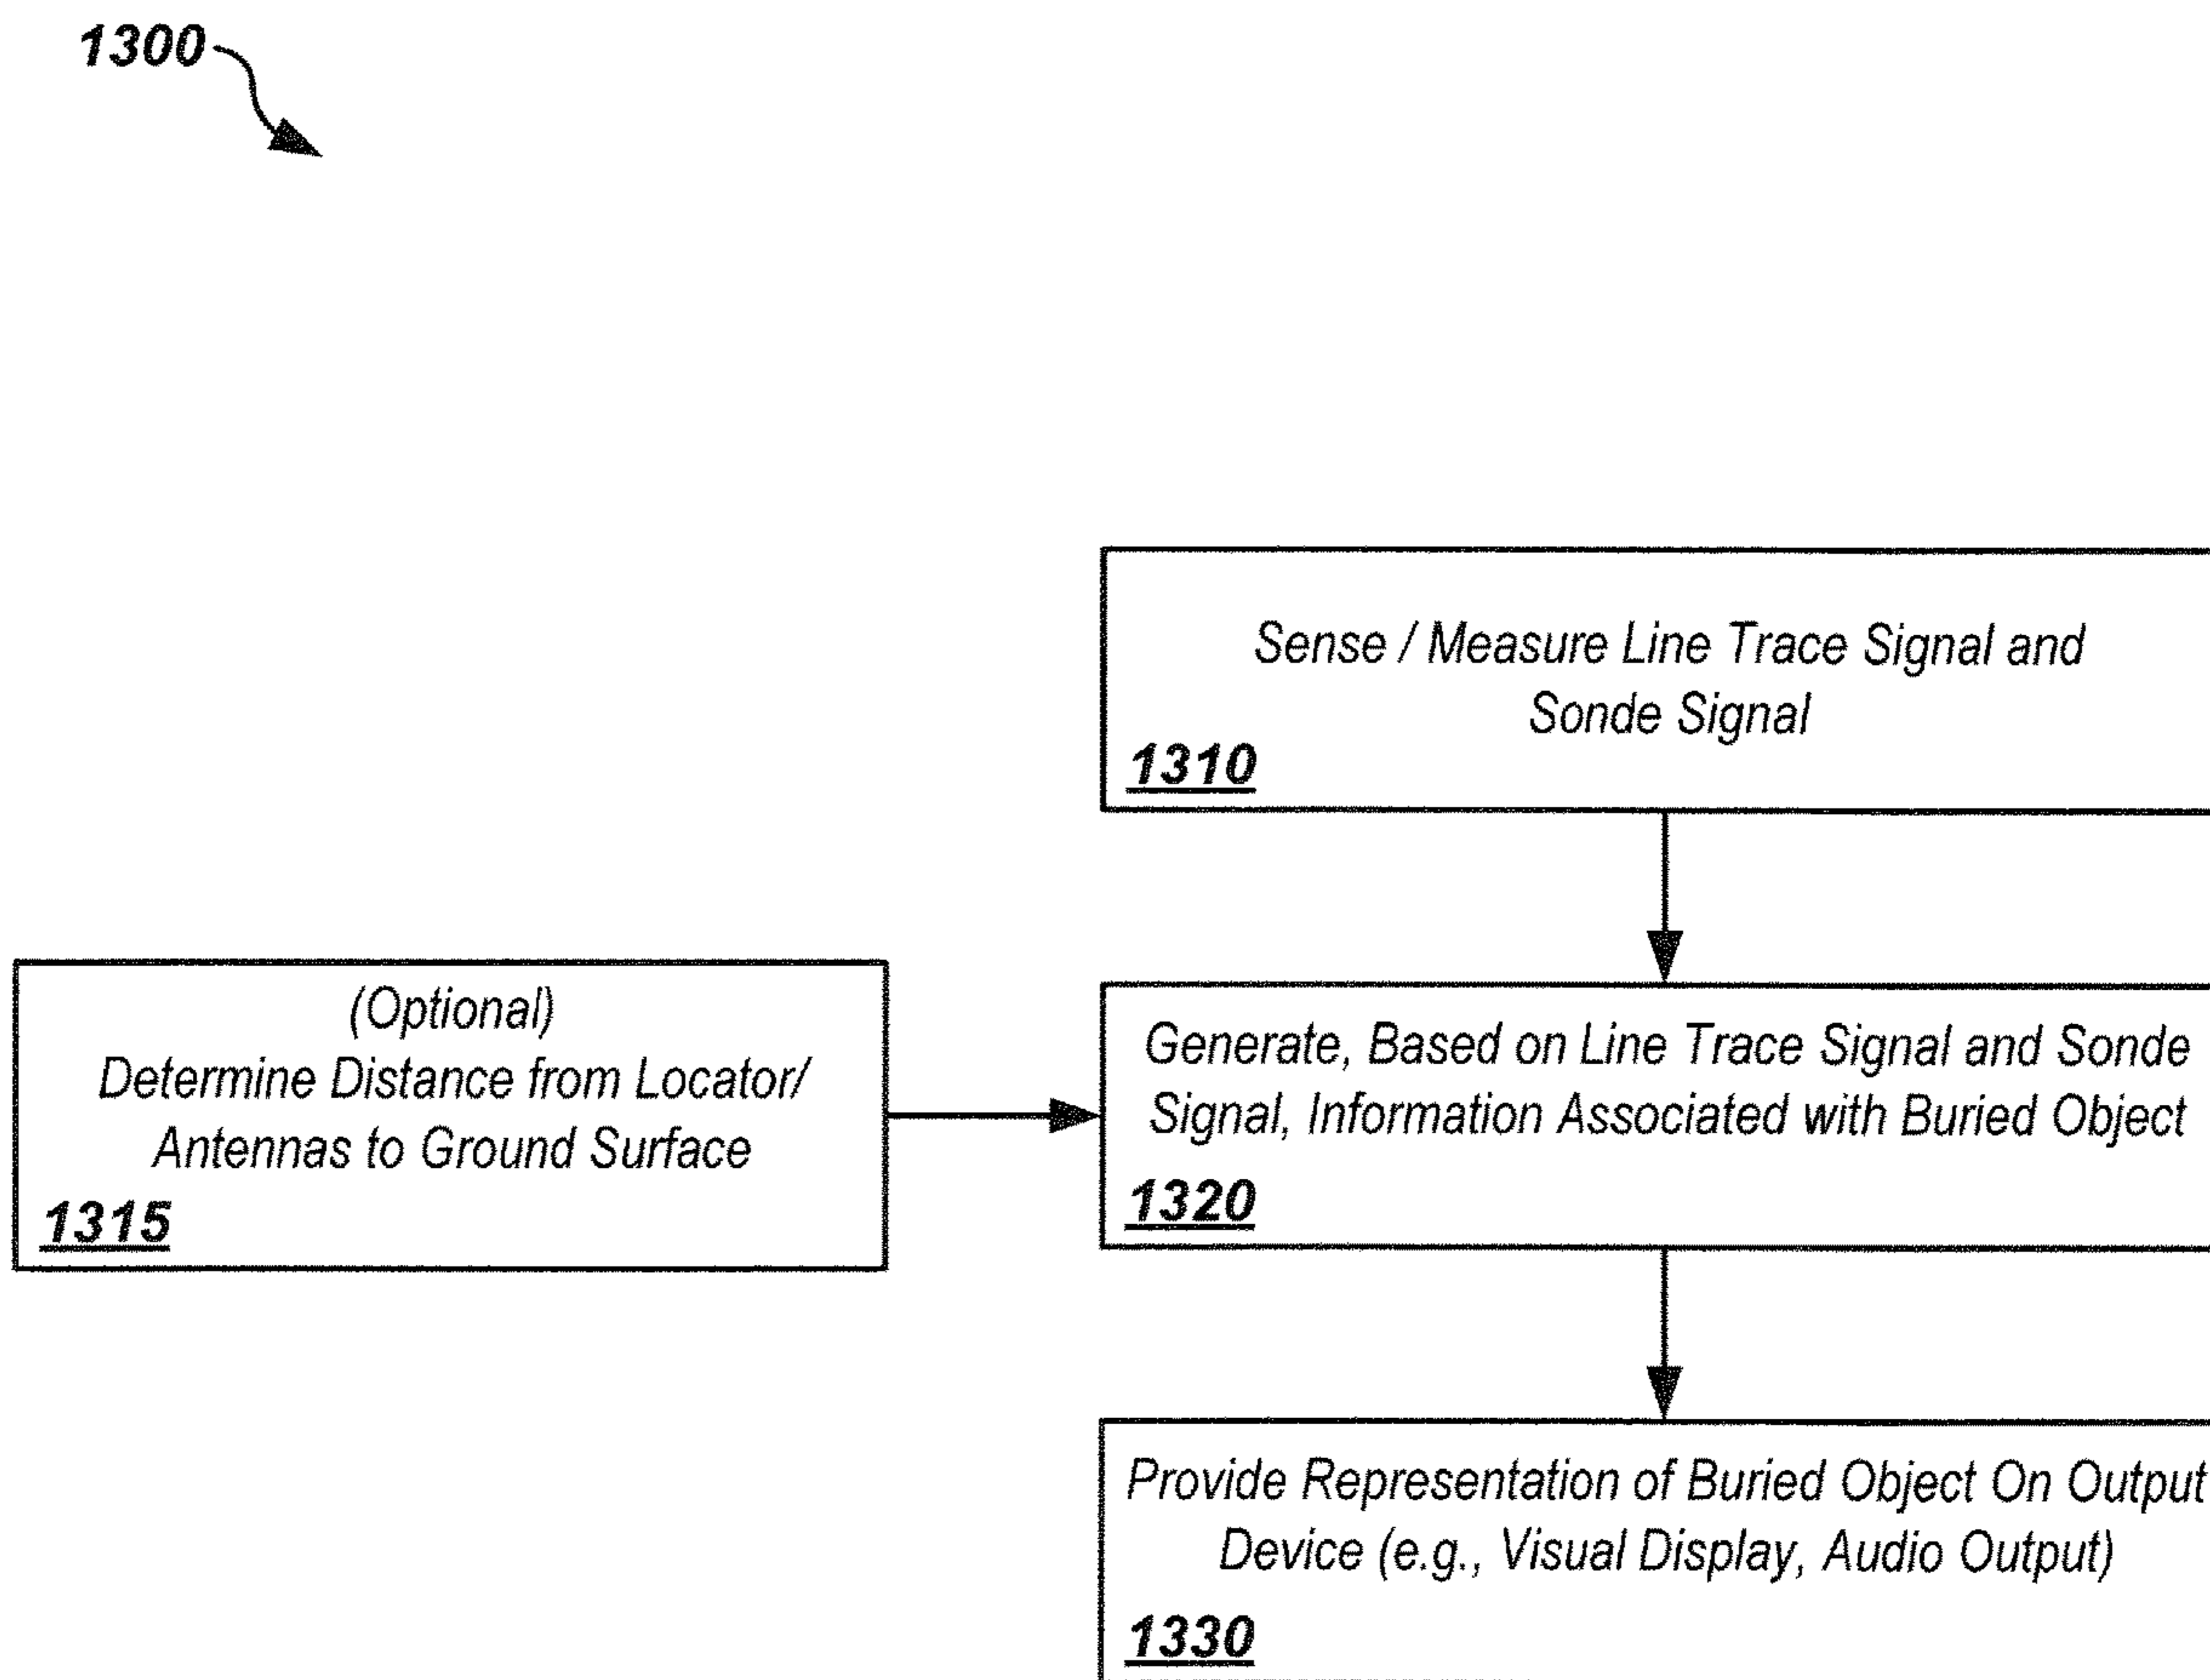 1300
Sense / Measure Line Trace Signal and
Sonde Signal
1310
(Optional)
Determine Distance from Locator/
Antennas to Ground Surface
1315
Generate, Based on Line Trace Signal and Sonde
Signal, Information Associated with Buried Object
1320
Provide Representation of Buried Object On Output
Device (e.g., Visual Display, Audio Output)
1330